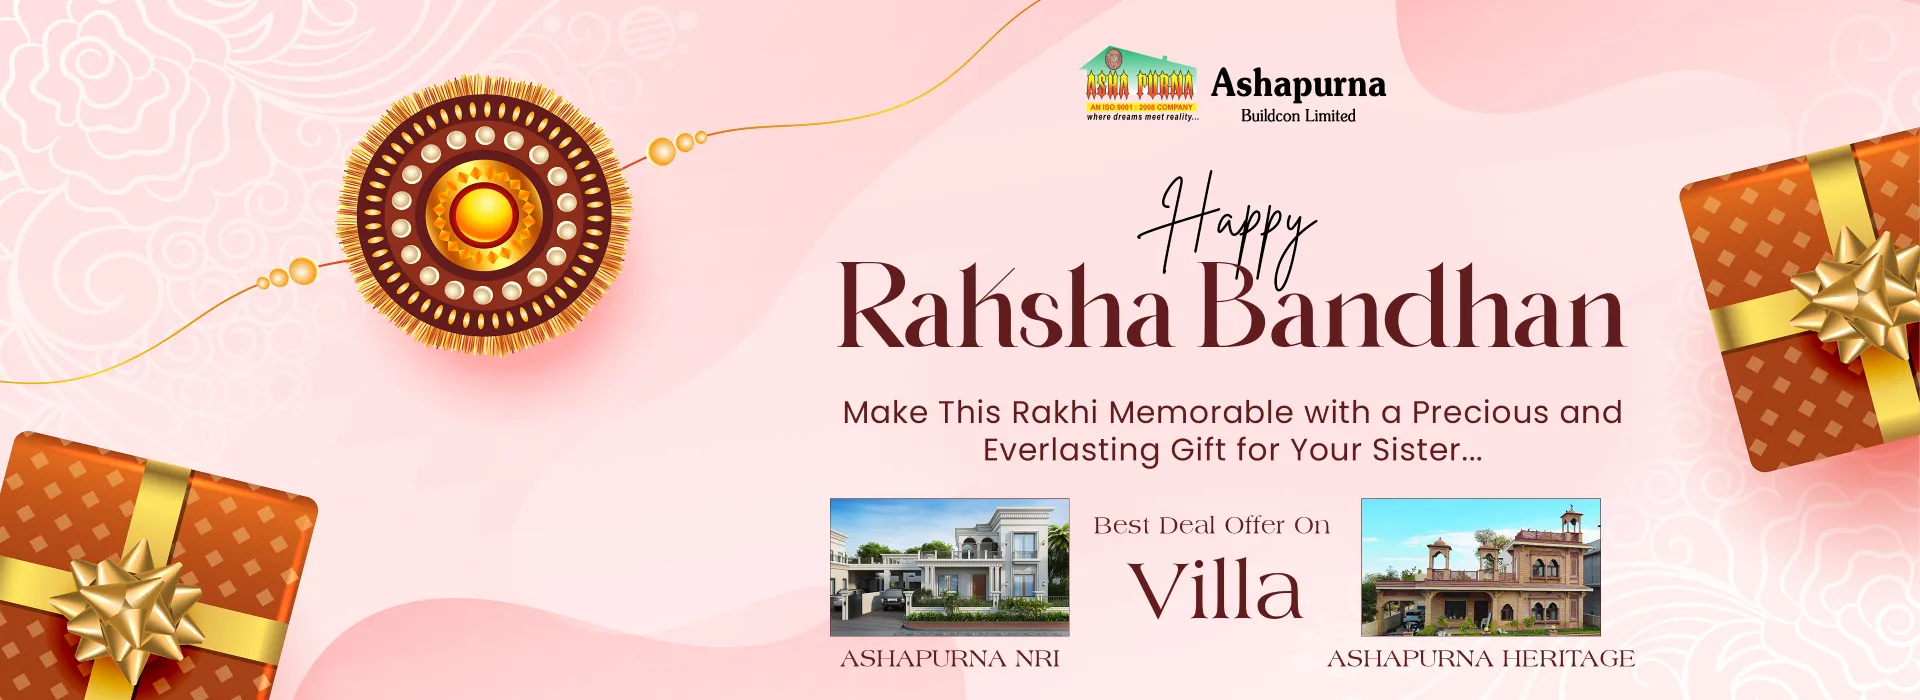 ASHA PURNA
AN ISO 9001 : 2008 COMPANY
where dreams meet reality...
Ashapurna
Buildcon Limited
Happy
Raksha Bandhan
Make This Rakhi Memorable with a Precious and
Everlasting Gift for Your Sister...
Best Deal Offer On
Villa
ASHAPURNA NRI
ASHAPURNA HERITAGE